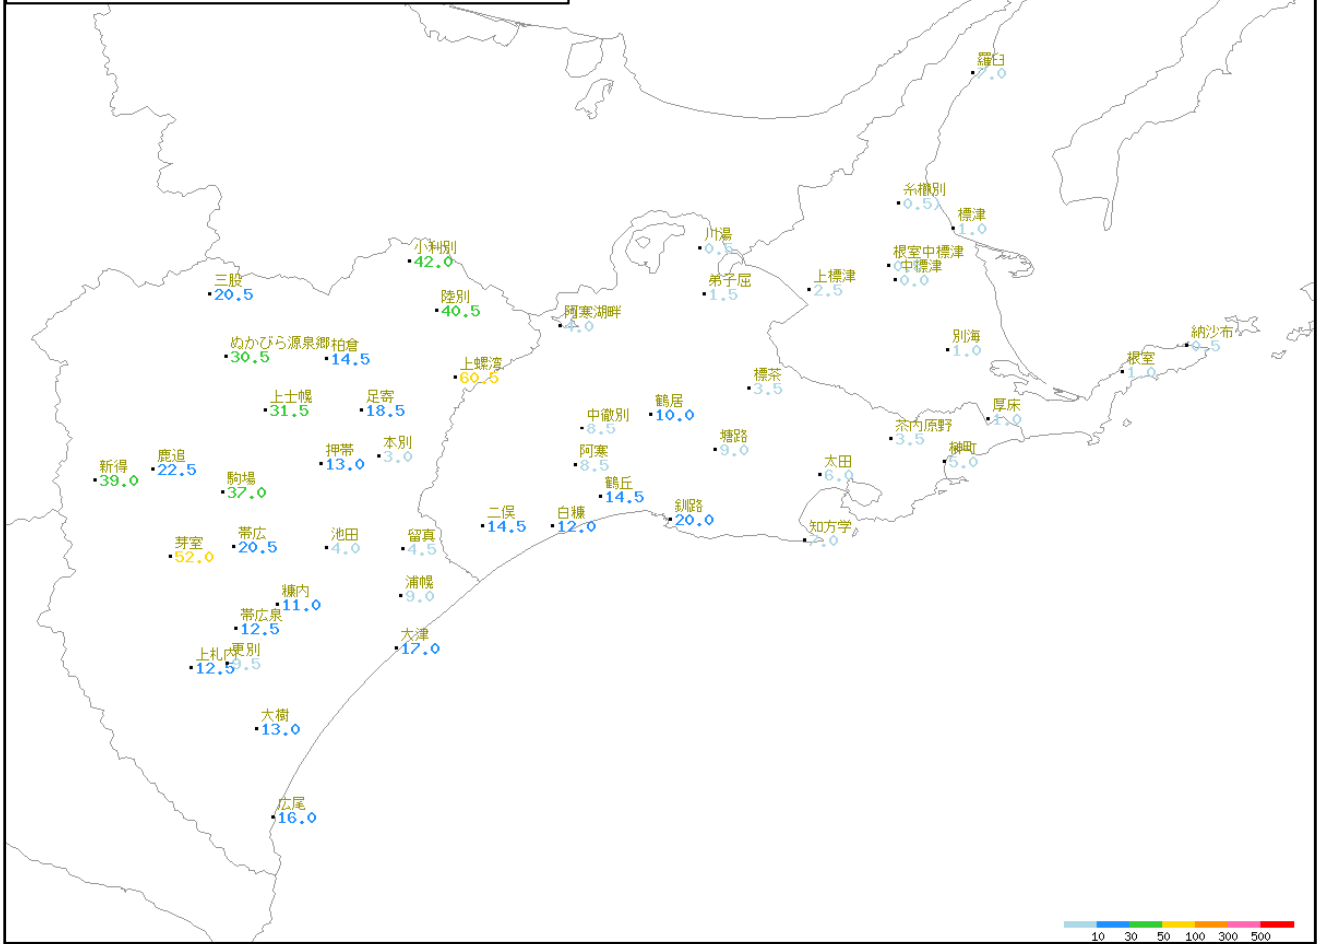 羅臼
7.0
糸櫛別
0.5)
標津
1.0
川湯
0.5
根室中標津
中標津
0.0
小利別
42.0
三股
20.5
弟子屈
1.5
上標津
2.5
陸別
40.5
阿寒湖畔
4.0
納沙布
0.5
ぬかびら源泉郷
30.5
柏倉
14.5
別海
1.0
根室
1.0
上螺湾
60.5
標茶
3.5
上士幌
31.5
足寄
18.5
鶴居
10.0
中徹別
8.5
厚床
1.0
茶内原野
3.5
塘路
9.0
本別
3.0
押帯
13.0
鹿追
22.5
新得
39.0
阿寒
8.5
榊町
5.0
太田
6.0
駒場
37.0
鶴丘
14.5
釧路
20.0
二俣
14.5
白糠
12.0
知方学
芽室
52.0
帯広
20.5
池田
4.0
留真
4.5
浦幌
9.0
糠内
11.0
帯広泉
12.5
大津
17.0
上札内
12.5
更別
9.5
大樹
13.0
広尾
16.0
10 30 50 100 300 500